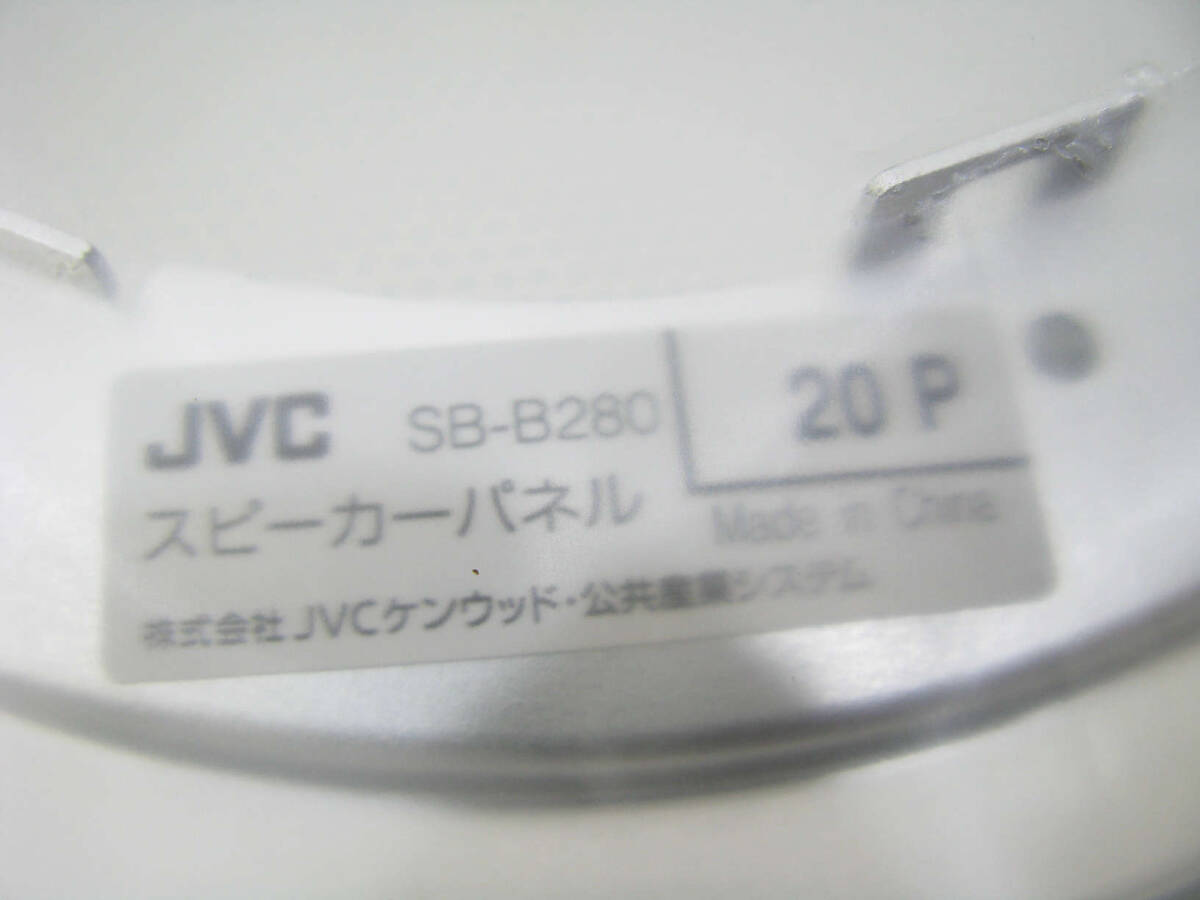 JVC SB-B280 20 P
スピーカーパネル Made in China
株式会社 JVCケンウッド・公共産業システム